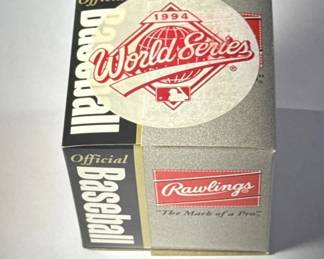 Official
Baseball
1994
World Series
®
Official
Baseball
Rawlings®
"The Mark of a Pro"